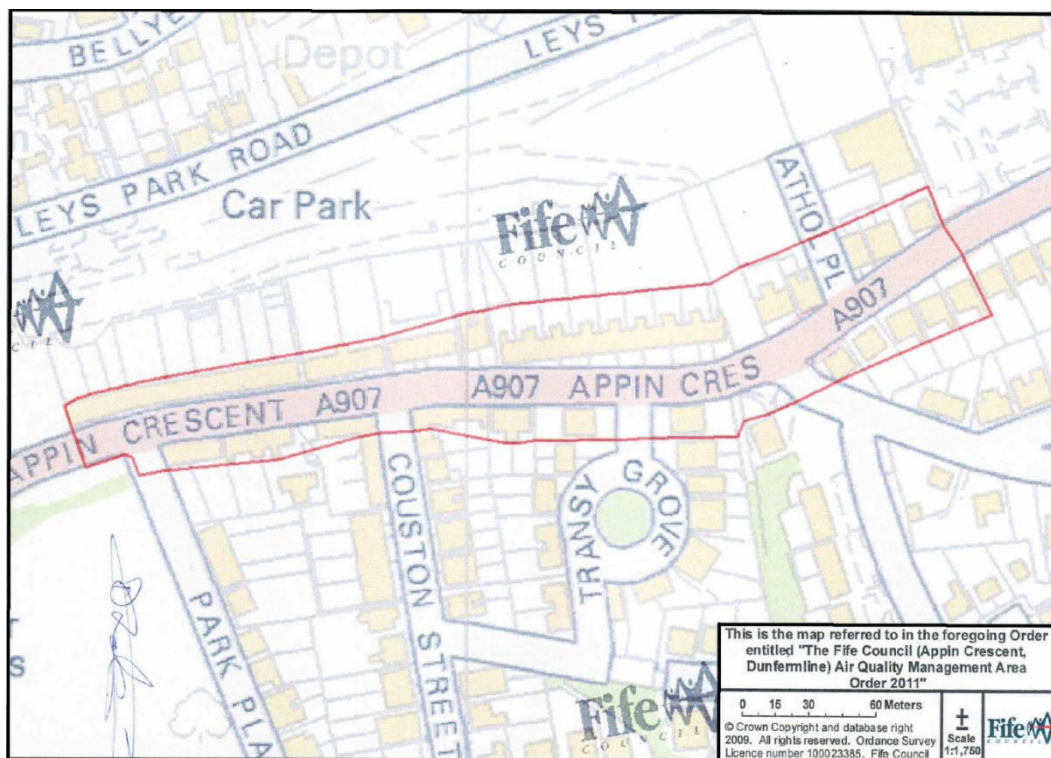 BELLYE
Depot
LEYS P
LEYS PARK ROAD
Car Park
Fife
COUNCIL
CIL
ATHOL PL
A907
APPIN CRESCENT A907
A907 APPIN CRES
COUSTON STREET
TRANSY GROVE
PARK PLA
S
Fife
COUNCIL
This is the map referred to in the foregoing Order
entitled "The Fife Council (Appin Crescent,
Dunfermline) Air Quality Management Area
Order 2011"
0 15 30 60 Meters
© Crown Copyright and database right
2009. All rights reserved. Ordance Survey
Licence number 100023385. Fife Council
±
Scale
1:1,750
Fife
COUNCIL